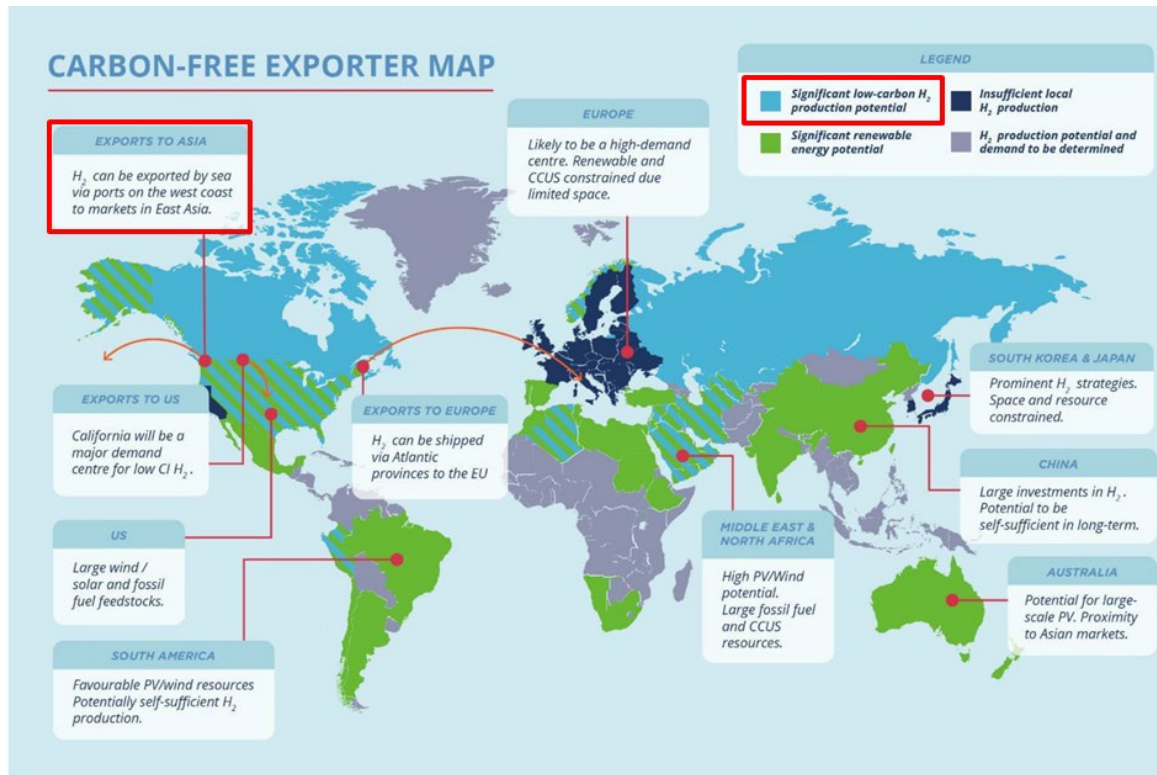 CARBON-FREE EXPORTER MAP
LEGEND
Significant low-carbon H₂
production potential
Insufficient local
H₂ production
Significant renewable
energy potential
H₂ production potential and
demand to be determined
EXPORTS TO ASIA
H₂ can be exported by sea
via ports on the west coast
to markets in East Asia.
EUROPE
Likely to be a high-demand
centre. Renewable and
CCUS constrained due
limited space.
EXPORTS TO US
California will be a
major demand
centre for low CI H₂.
EXPORTS TO EUROPE
H₂ can be shipped
via Atlantic
provinces to the EU
SOUTH KOREA & JAPAN
Prominent H₂ strategies.
Space and resource
constrained.
CHINA
Large investments in H₂.
Potential to be
self-sufficient in long-term.
US
Large wind /
solar and fossil
fuel feedstocks.
MIDDLE EAST &
NORTH AFRICA
High PV/Wind
potential.
Large fossil fuel
and CCUS
resources.
AUSTRALIA
Potential for large-
scale PV. Proximity
to Asian markets.
SOUTH AMERICA
Favourable PV/wind resources
Potentially self-sufficient H₂
production.